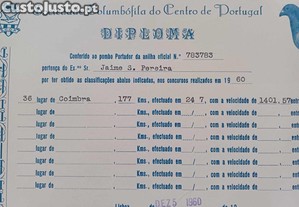 CustoJusto.pt
Columbófila do Centro de Portugal
DIPLOMA
Conferido ao pombo Portador da anilha oficial N.° 783783
pertença do Ex.mo Jaime S. Pereira
por ter obtido as classificações abaixo indicadas, nos concursos realizados em 1960
36 lugar de Coimbra, 177 Kms, efectuado em 24 7, com a velocidade de 1401.57
lugar de Kms, efectuado em / , com a velocidade de
lugar de Kms, efectuado em / , com a velocidade de
lugar de Kms, efectuado em / , com a velocidade de
lugar de Kms, efectuado em / , com a velocidade de
lugar de Kms, efectuado em / , com a velocidade de
lugar de Kms, efectuado em / , com a velocidade de
lugar de Kms, efectuado em / , com a velocidade de
Lisboa DEZ 5 1960